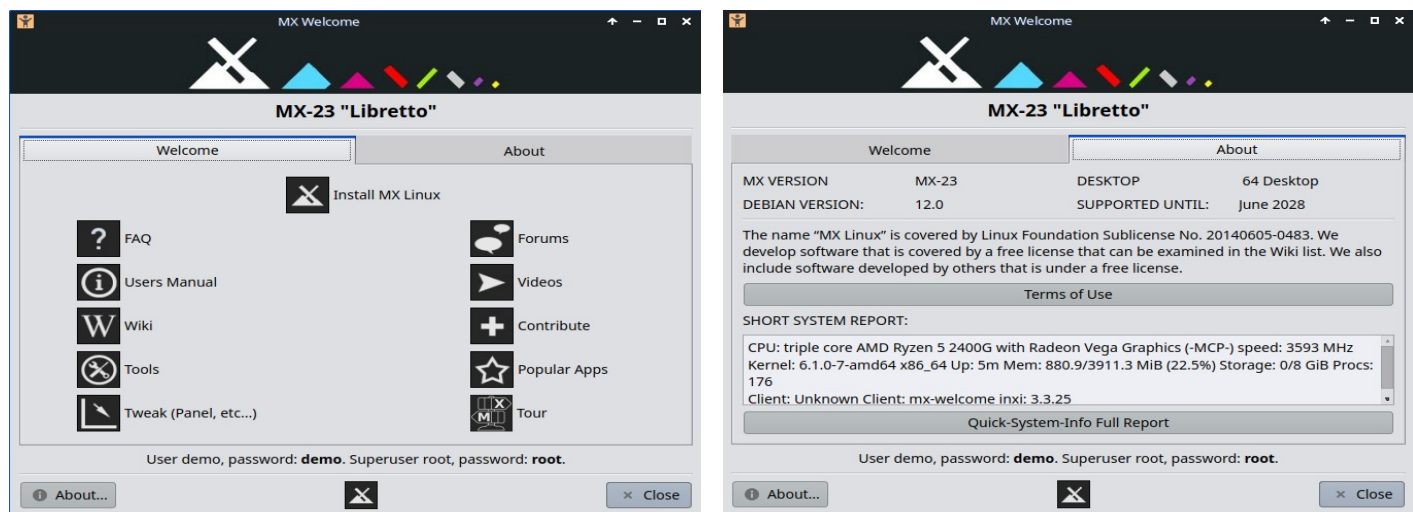 MX Welcome
MX-23 "Libretto"
Welcome
About
Install MX Linux
?
FAQ
Forums
Users Manual
Videos
W
Wiki
Contribute
Tools
Popular Apps
Tweak (Panel, etc...)
M X
Tour
User demo, password: demo. Superuser root, password: root.
About...
Close
MX Welcome
MX-23 "Libretto"
Welcome
About
MX VERSION MX-23 DESKTOP 64 Desktop
DEBIAN VERSION: 12.0 SUPPORTED UNTIL: June 2028
The name “MX Linux” is covered by Linux Foundation Sublicense No. 20140605-0483. We
develop software that is covered by a free license that can be examined in the Wiki list. We also
include software developed by others that is under a free license.
Terms of Use
SHORT SYSTEM REPORT:
CPU: triple core AMD Ryzen 5 2400G with Radeon Vega Graphics (-MCP-) speed: 3593 MHz
Kernel: 6.1.0-7-amd64 x86_64 Up: 5m Mem: 880.9/3911.3 MiB (22.5%) Storage: 0/8 GiB Procs:
176
Client: Unknown Client: mx-welcome inxi: 3.3.25
Quick-System-Info Full Report
User demo, password: demo. Superuser root, password: root.
About...
Close